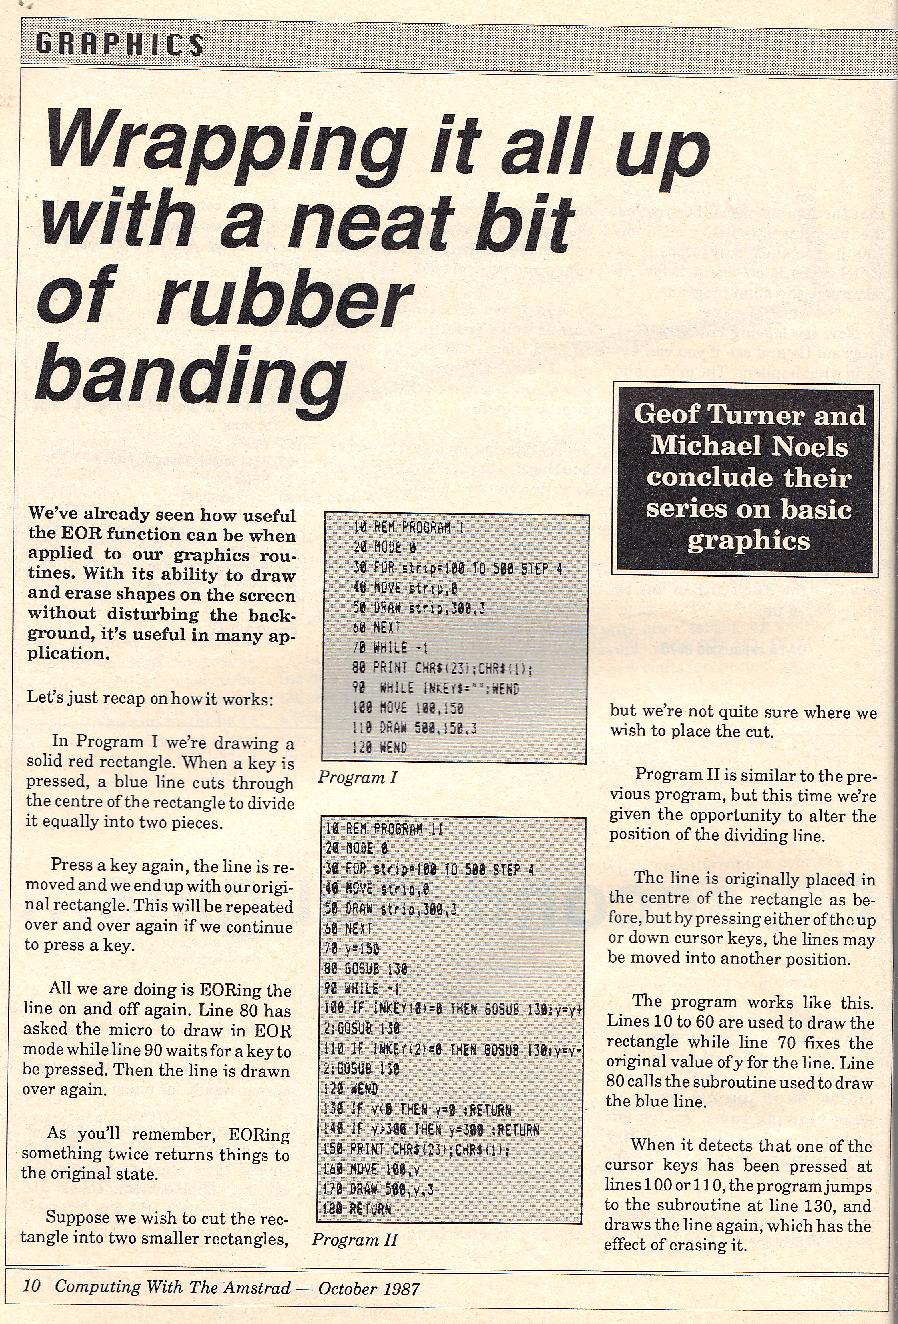 GRAPHICS
Wrapping it all up
with a neat bit
of rubber
banding
Geof Turner and
Michael Noels
conclude their
series on basic
graphics
We've already seen how useful
the EOR function can be when
applied to our graphics rou-
tines. With its ability to draw
and erase shapes on the screen
without disturbing the back-
ground, it's useful in many ap-
plication.
Let's just recap on how it works:
In Program I we're drawing a
solid red rectangle. When a key is
pressed, a blue line cuts through
the centre of the rectangle to divide
it equally into two pieces.
Press a key again, the line is re-
moved and we end up with our origi-
nal rectangle. This will be repeated
over and over again if we continue
to press a key.
All we are doing is EORing the
line on and off again. Line 80 has
asked the micro to draw in EOR
mode while line 90 waits for a key to
be pressed. Then the line is drawn
over again.
As you'll remember, EORing
something twice returns things to
the original state.
Suppose we wish to cut the rec-
tangle into two smaller rectangles,
10 REM PROGRAM I
20 MODE 0
30 FOR strip=100 TO 500 STEP 4
40 MOVE strip,0
50 DRAW strip,300,3
60 NEXT
70 WHILE -1
80 PRINT CHR$(23);CHR$(1);
90 WHILE INKEY$="":WEND
100 MOVE 100,150
110 DRAW 500,150,3
120 WEND
Program I
10 REM PROGRAM II
20 MODE 0
30 FOR strip=100 TO 500 STEP 4
40 MOVE strip,0
50 DRAW strip,300,3
60 NEXT
70 y=150
80 GOSUB 130
90 WHILE -1
100 IF INKEY(0)=0 THEN GOSUB 130:y=y+
2:GOSUB 130
110 IF INKEY(2)=0 THEN GOSUB 130:y=y-
2:GOSUB 130
120 WEND
130 IF y<0 THEN y=0 :RETURN
140 IF y>300 THEN y=300 :RETURN
150 PRINT CHR$(23);CHR$(1);
160 MOVE 100,y
170 DRAW 500,y,3
180 RETURN
Program II
but we're not quite sure where we
wish to place the cut.
Program II is similar to the pre-
vious program, but this time we're
given the opportunity to alter the
position of the dividing line.
The line is originally placed in
the centre of the rectangle as be-
fore, but by pressing either of the up
or down cursor keys, the lines may
be moved into another position.
The program works like this.
Lines 10 to 60 are used to draw the
rectangle while line 70 fixes the
original value of y for the line. Line
80 calls the subroutine used to draw
the blue line.
When it detects that one of the
cursor keys has been pressed at
lines 100 or 110, the program jumps
to the subroutine at line 130, and
draws the line again, which has the
effect of erasing it.
10 Computing With The Amstrad — October 1987